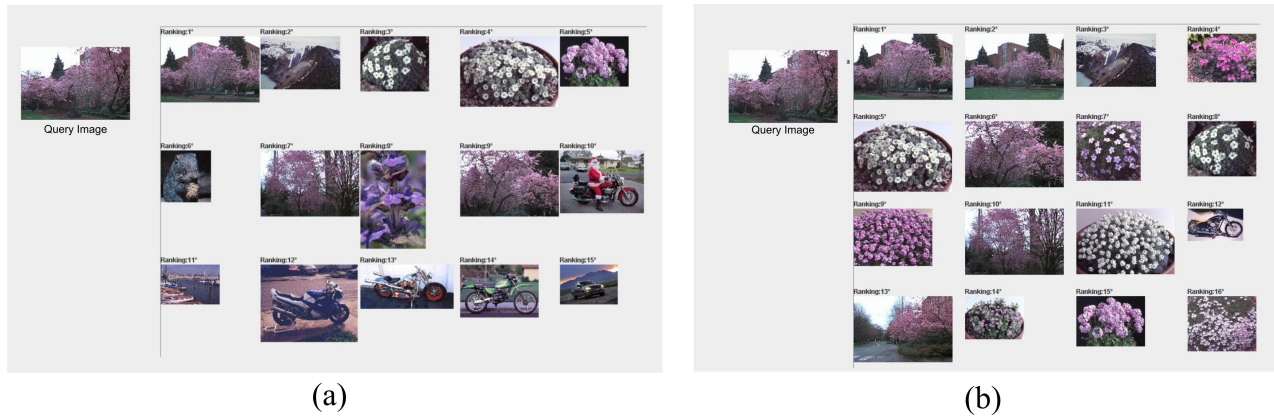 Ranking:1° Ranking:2° Ranking:3° Ranking:4° Ranking:5°
Query Image
Ranking:6° Ranking:7° Ranking:8° Ranking:9° Ranking:10°
Ranking:11° Ranking:12° Ranking:13° Ranking:14° Ranking:15°
(a)
Ranking:1° Ranking:2° Ranking:3° Ranking:4°
Query Image
Ranking:5° Ranking:6° Ranking:7° Ranking:8°
Ranking:9° Ranking:10° Ranking:11° Ranking:12°
Ranking:13° Ranking:14° Ranking:15° Ranking:16°
(b)